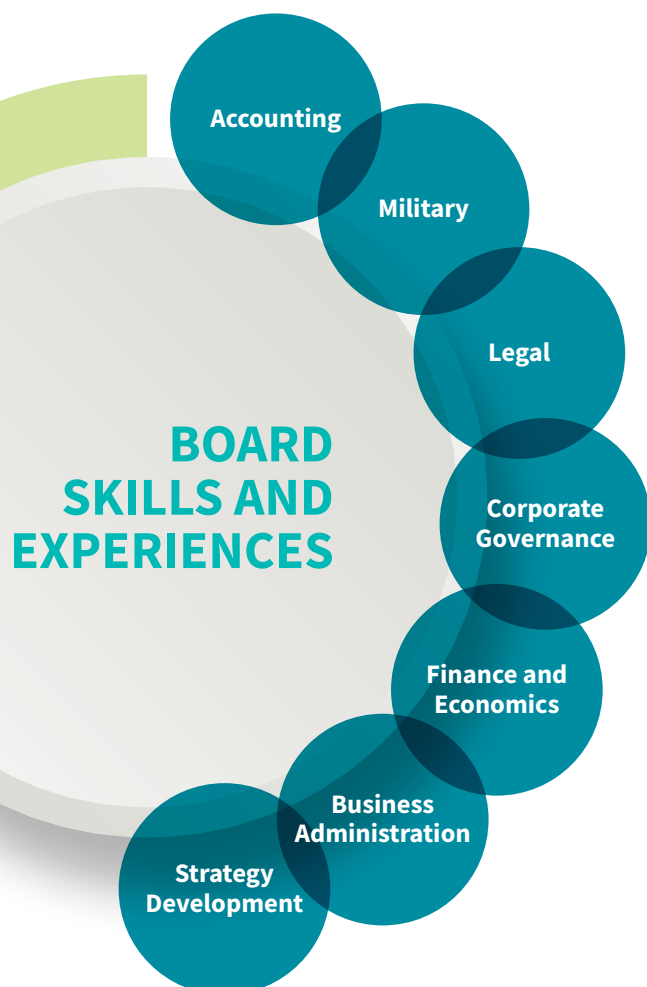 Accounting
Military
Legal
BOARD
SKILLS AND
EXPERIENCES
Corporate
Governance
Finance and
Economics
Business
Administration
Strategy
Development